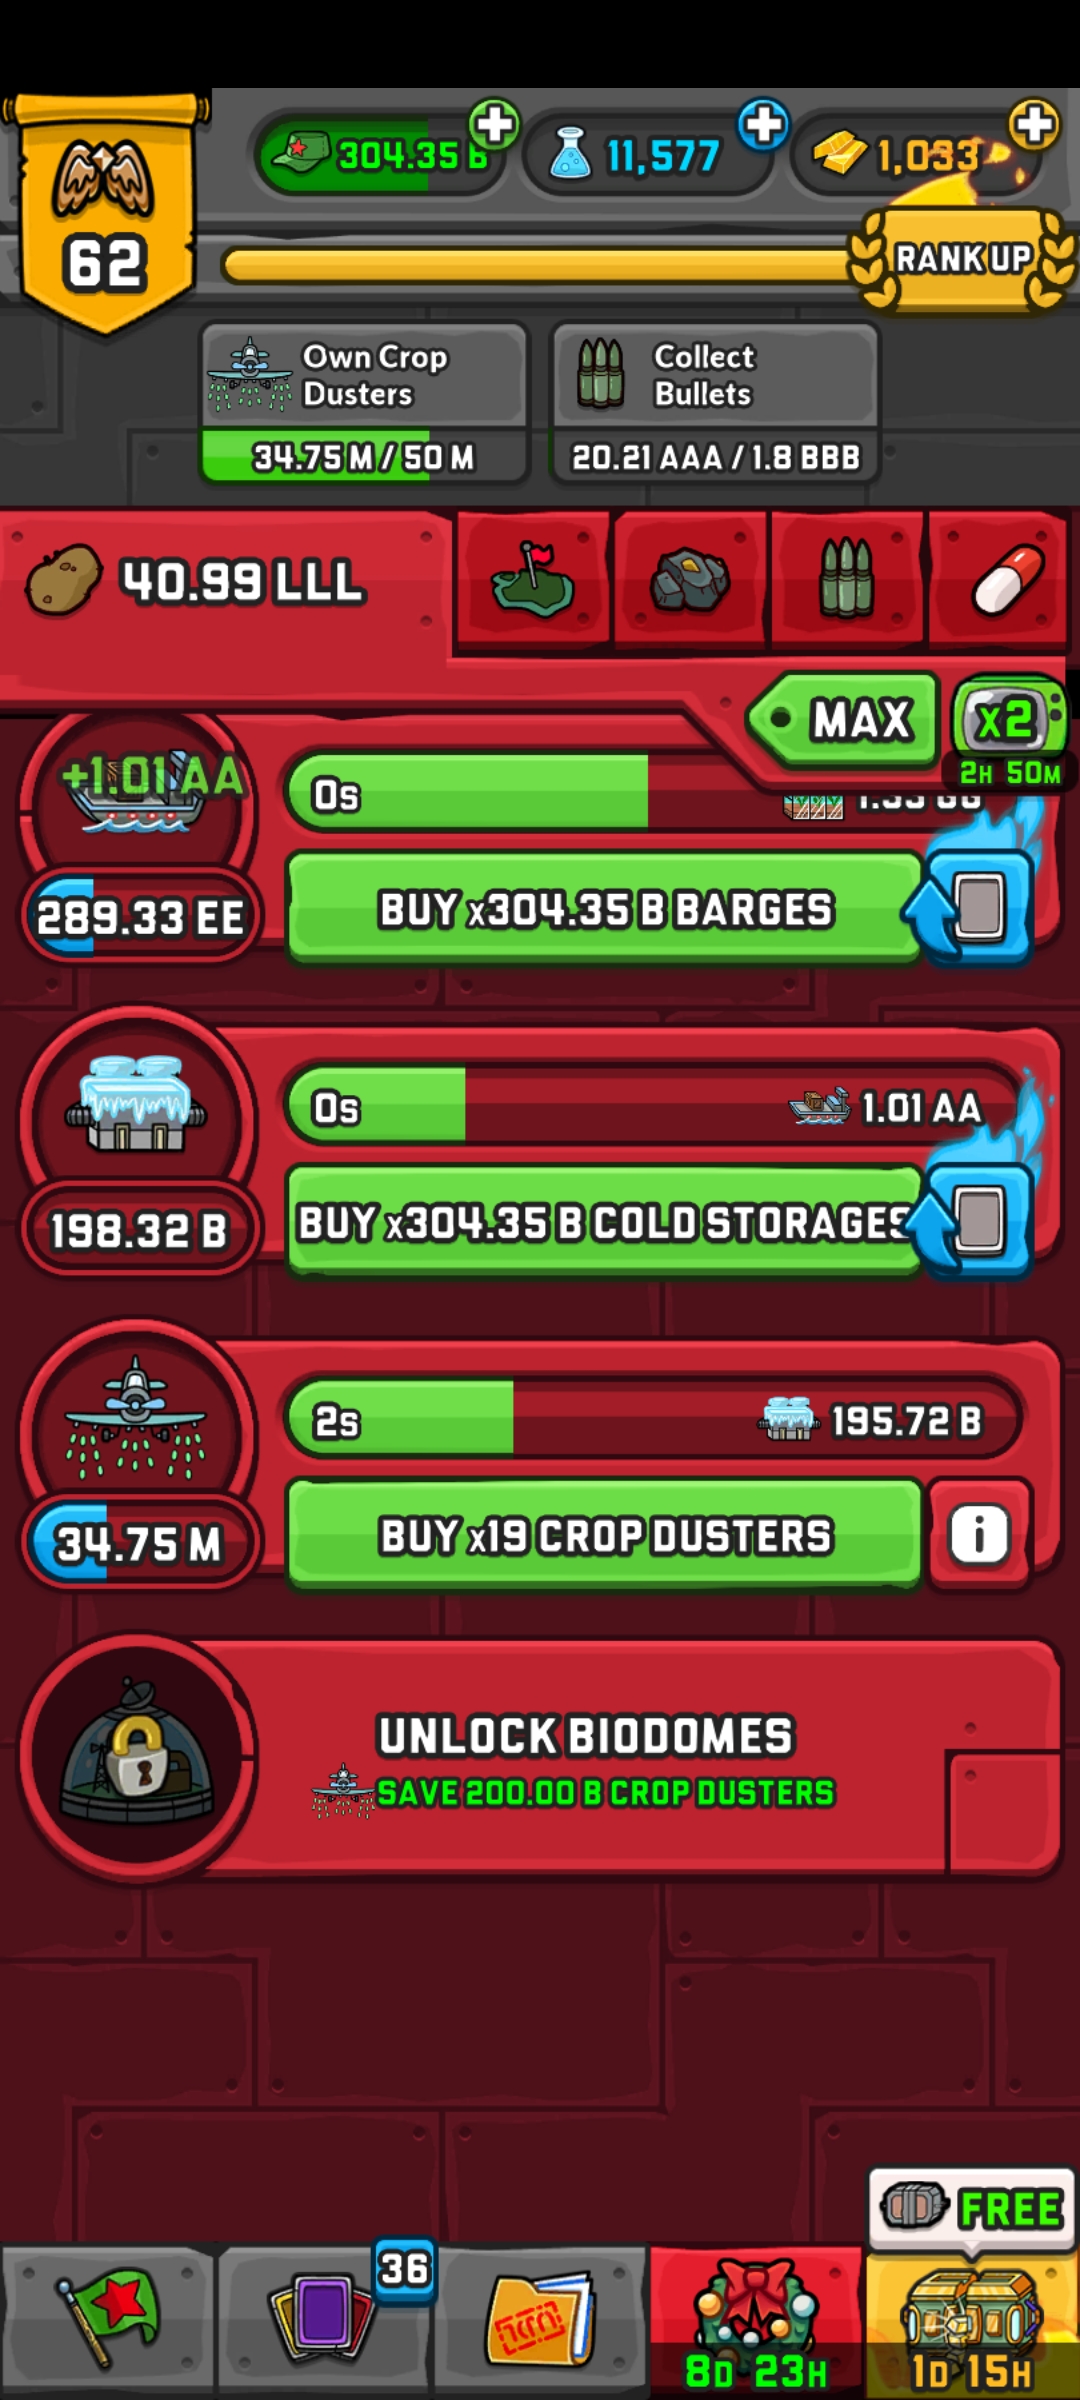 304.35 B
11,577
1,033
62
RANK UP
Own Crop
Dusters
Collect
Bullets
34.75 M / 50 M
20.21 AAA / 1.8 BBB
40.99 LLL
MAX
x2
2H 50M
+1.01 AA
0s
289.33 EE
BUY x304.35 B BARGES
0s
1.01 AA
198.32 B
BUY x304.35 B COLD STORAGES
2s
195.72 B
34.75 M
BUY x19 CROP DUSTERS
i
UNLOCK BIODOMES
SAVE 200.00 B CROP DUSTERS
FREE
36
8D 23H
1D 15H